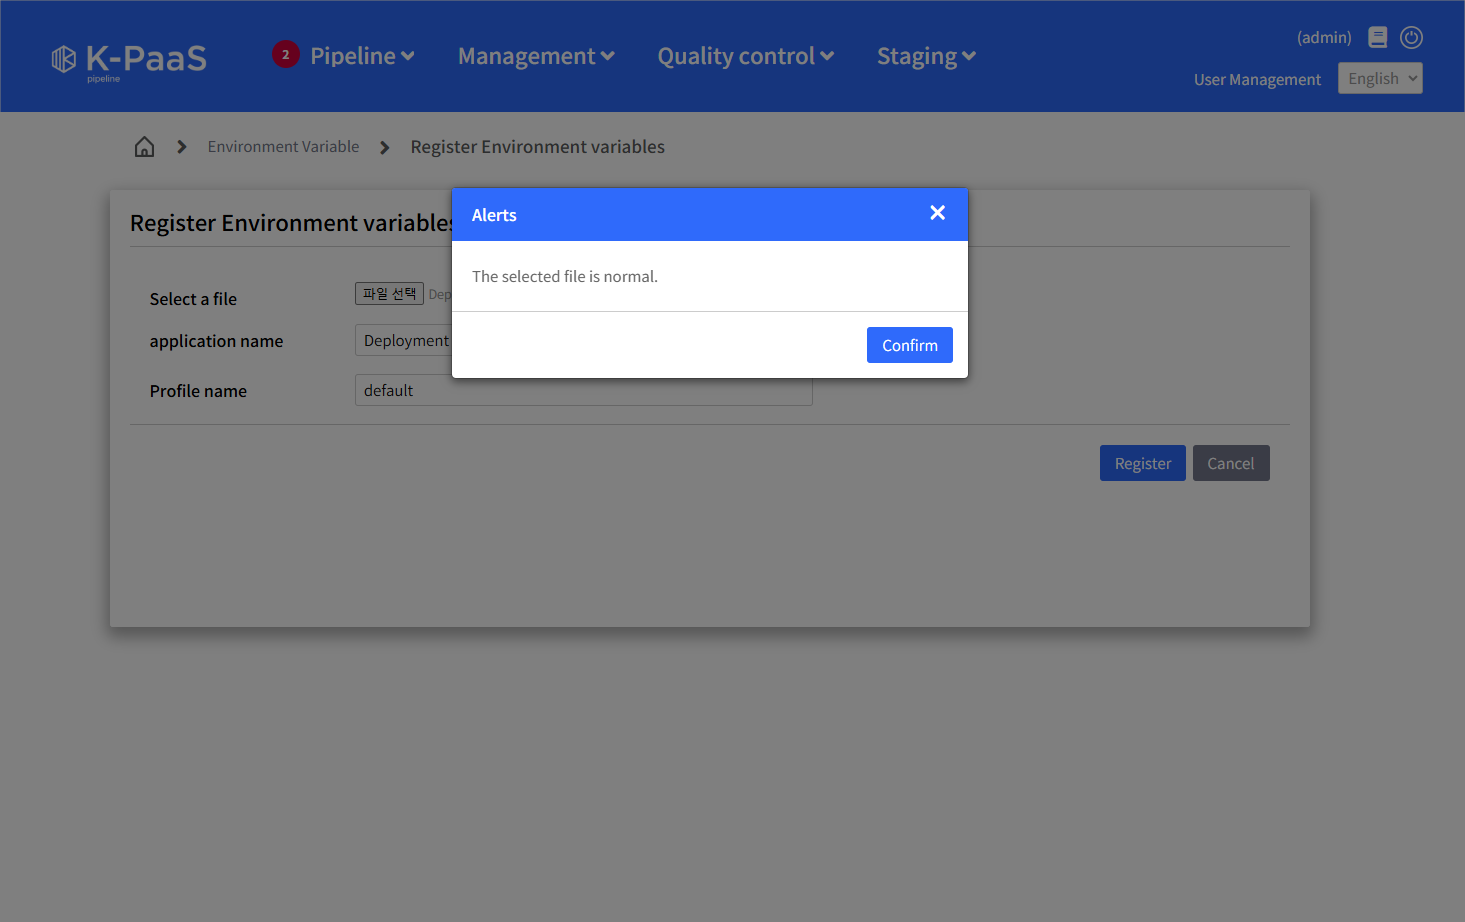 K-PaaS
pipeline
2 Pipeline Management Quality control Staging
(admin)
User Management English
Environment Variable Register Environment variables
Register Environment variables
Alerts
The selected file is normal.
Confirm
Select a file 파일 선택 Dep
application name Deployment
Profile name default
Register Cancel